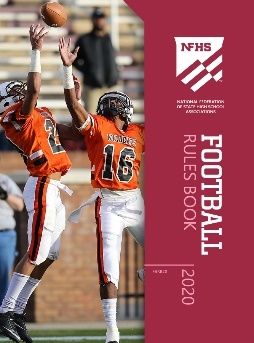 NFHS
NATIONAL FEDERATION
OF STATE HIGH SCHOOL
ASSOCIATIONS
FOOTBALL
RULES BOOK
2020
16